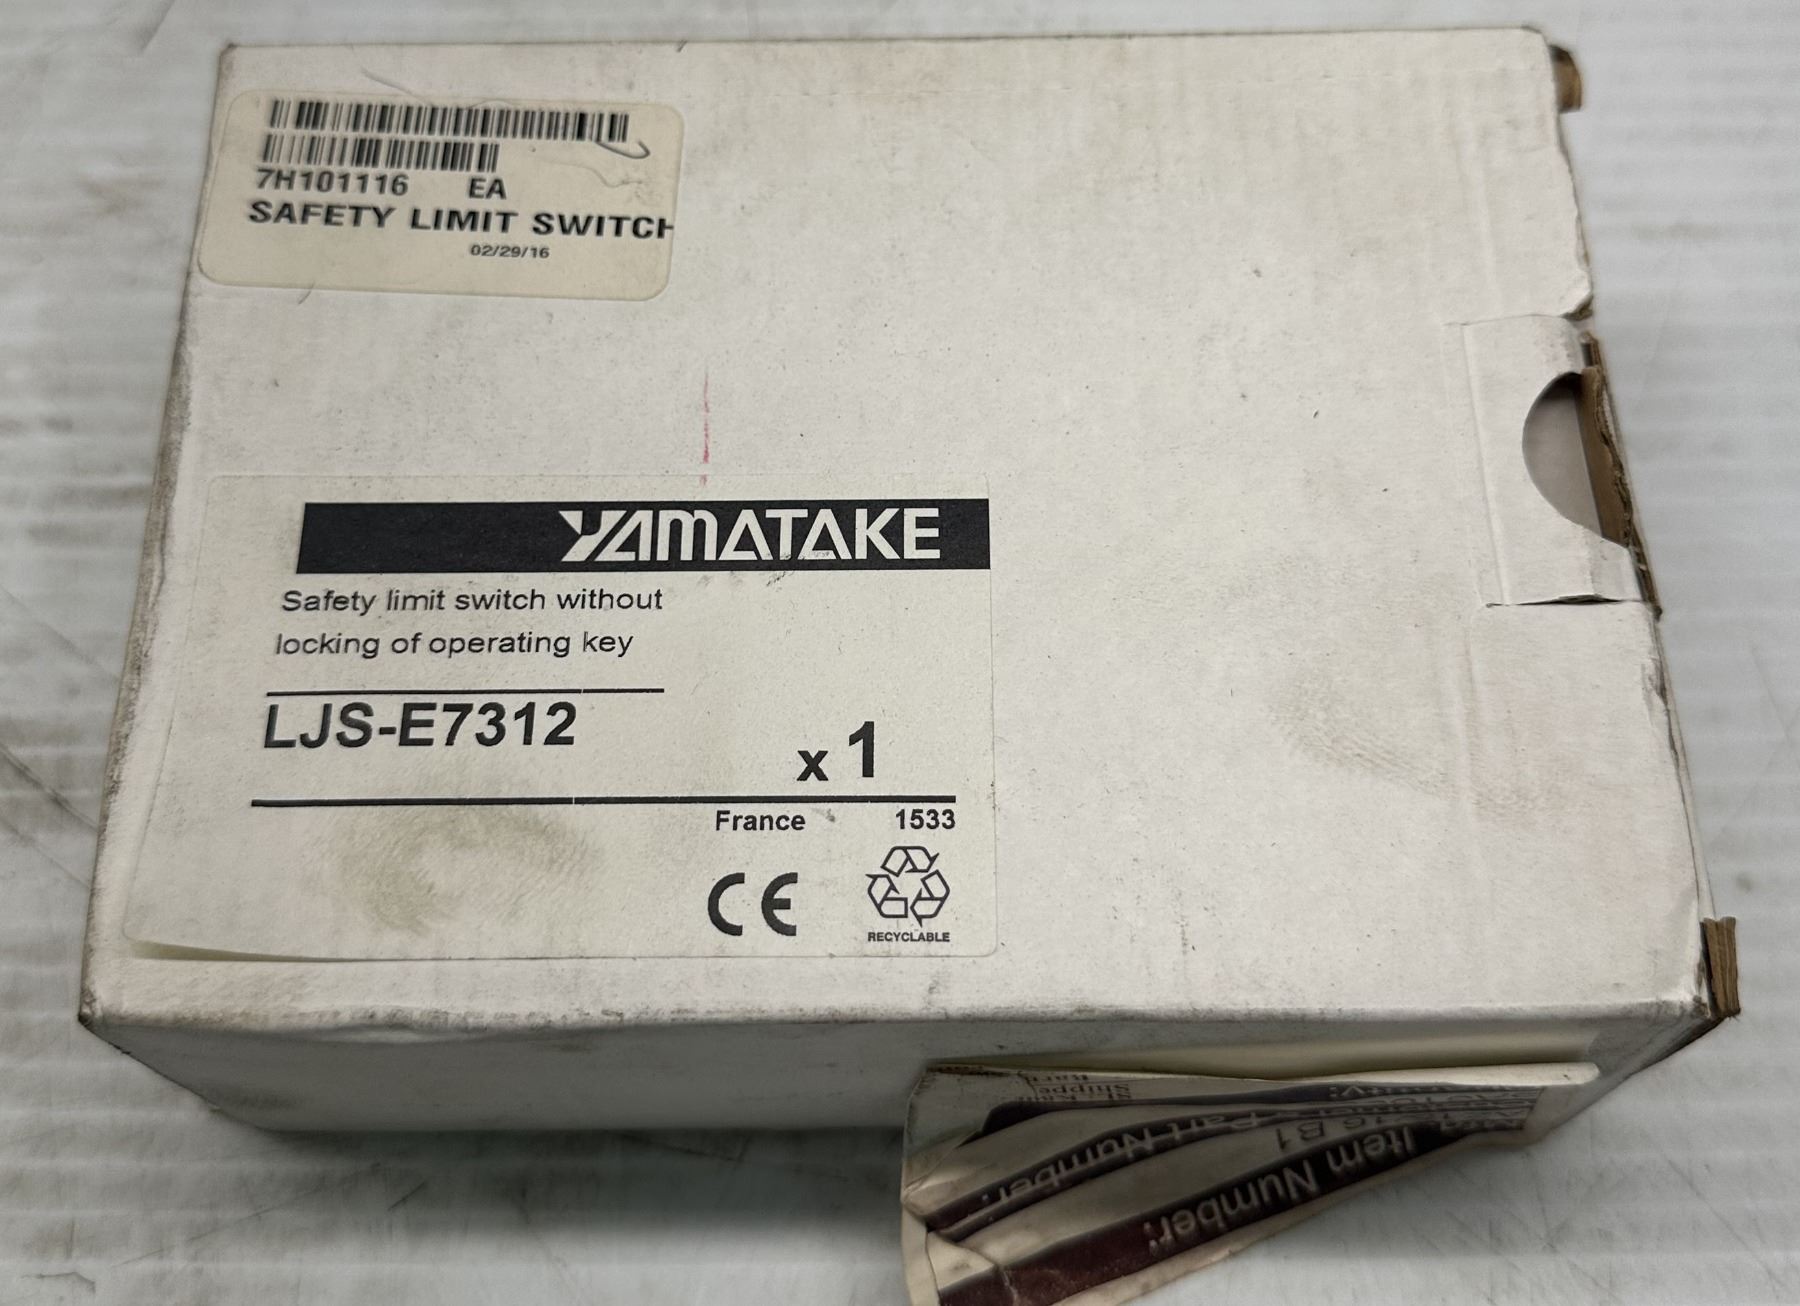 7H101116 EA
SAFETY LIMIT SWITCH
02/29/16
YAMATAKE
Safety limit switch without
locking of operating key
LJS-E7312
x 1
France 1533
CE
RECYCLABLE
Item Number:
Part Number: